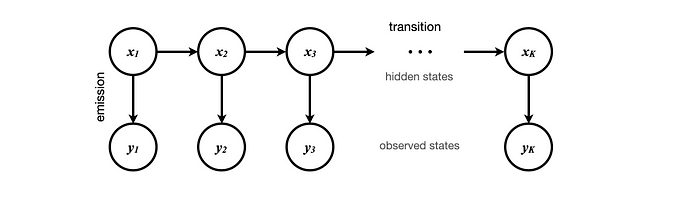 transition
x1 x2 x3 ... xK
hidden states
emission
y1 y2 y3 observed states yK